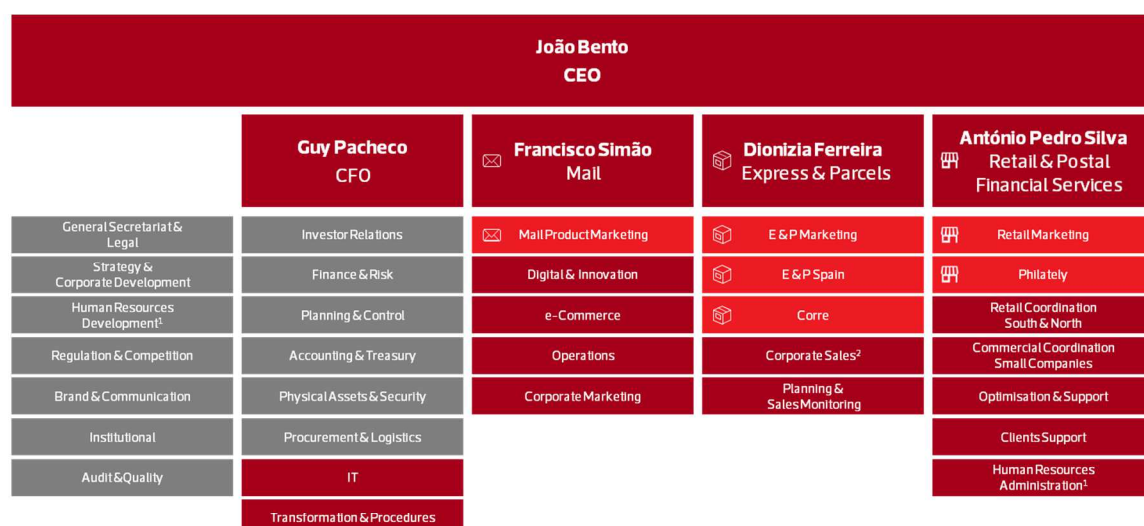 João Bento
CEO
Guy Pacheco
CFO
Francisco Simão
Mail
Dionizia Ferreira
Express & Parcels
António Pedro Silva
Retail & Postal
Financial Services
General Secretariat &
Legal
Strategy &
Corporate Development
Human Resources
Development¹
Regulation & Competition
Brand & Communication
Institutional
Audit & Quality
Investor Relations
Finance & Risk
Planning & Control
Accounting & Treasury
Physical Assets & Security
Procurement & Logistics
IT
Transformation & Procedures
Mail Product Marketing
Digital & Innovation
e-Commerce
Operations
Corporate Marketing
E & P Marketing
E & P Spain
Corre
Corporate Sales²
Planning &
Sales Monitoring
Retail Marketing
Philately
Retail Coordination
South & North
Commercial Coordination
Small Companies
Optimisation & Support
Clients Support
Human Resources
Administration¹